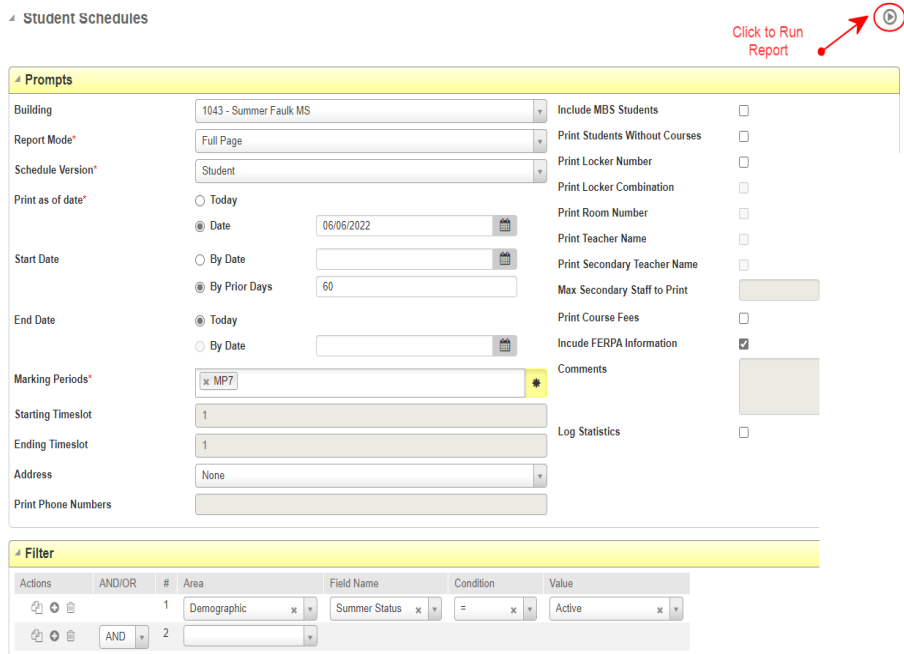 Student Schedules
Click to Run
Report
Prompts
Building
1043 - Summer Faulk MS
Report Mode*
Full Page
Schedule Version*
Student
Print as of date*
Today
Date
06/06/2022
Start Date
By Date
By Prior Days
60
End Date
Today
By Date
Marking Periods*
× MP7
Starting Timeslot
1
Ending Timeslot
1
Address
None
Print Phone Numbers
Include MBS Students
Print Students Without Courses
Print Locker Number
Print Locker Combination
Print Room Number
Print Teacher Name
Print Secondary Teacher Name
Max Secondary Staff to Print
Print Course Fees
Incude FERPA Information
Comments
Log Statistics
Filter
Actions AND/OR # Area Field Name Condition Value
1 Demographic × Summer Status × = × Active ×
AND 2